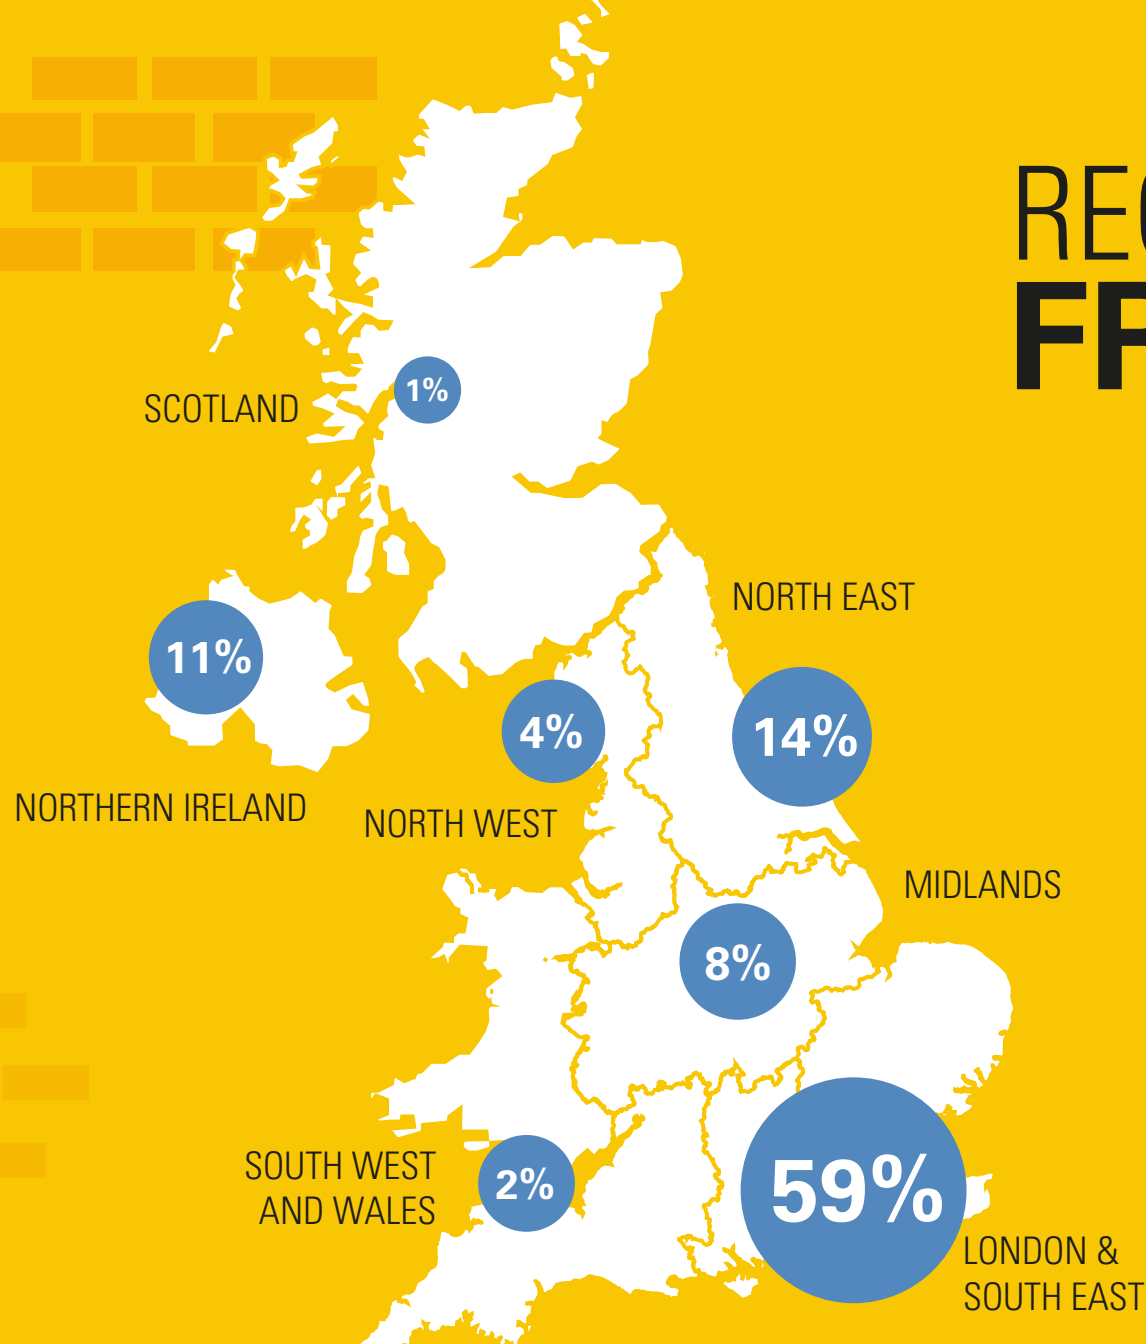 SCOTLAND
1%
NORTH EAST
11%
14%
4%
NORTHERN IRELAND
NORTH WEST
MIDLANDS
8%
SOUTH WEST
AND WALES
2%
59%
LONDON &
SOUTH EAST